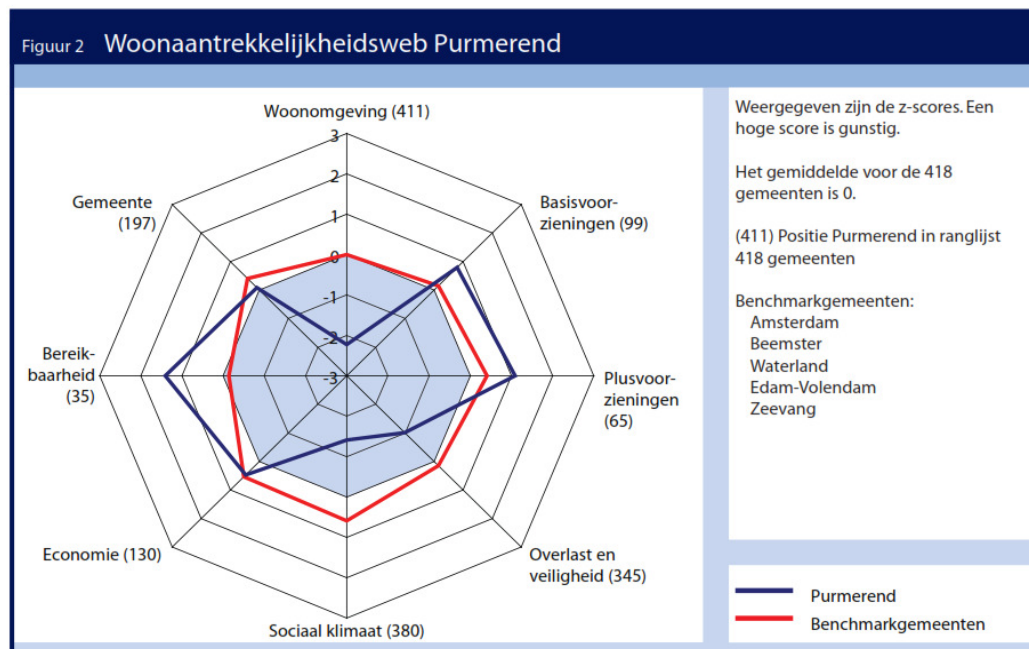 Figuur 2 Woonaantrekkelijkheidsweb Purmerend
Woonomgeving (411)
3
2
1
0
-1
-2
-3
Basisvoor-
zieningen (99)
Plusvoor-
zieningen
(65)
Overlast en
veiligheid (345)
Sociaal klimaat (380)
Economie (130)
Bereik-
baarheid
(35)
Gemeente
(197)
Weergegeven zijn de z-scores. Een
hoge score is gunstig.
Het gemiddelde voor de 418
gemeenten is 0.
(411) Positie Purmerend in ranglijst
418 gemeenten
Benchmarkgemeenten:
Amsterdam
Beemster
Waterland
Edam-Volendam
Zeevang
Purmerend
Benchmarkgemeenten